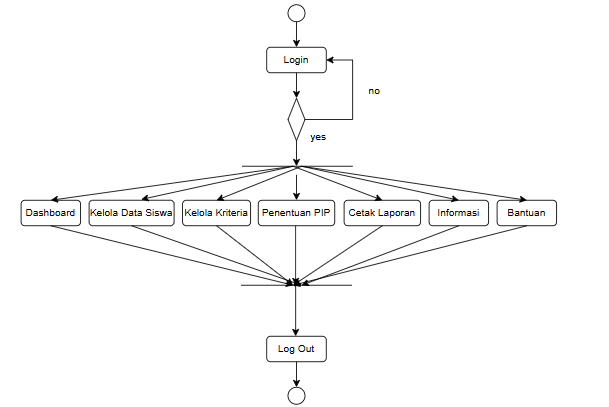 Login
no
yes
Dashboard
Kelola Data Siswa
Kelola Kriteria
Penentuan PIP
Cetak Laporan
Informasi
Bantuan
Log Out